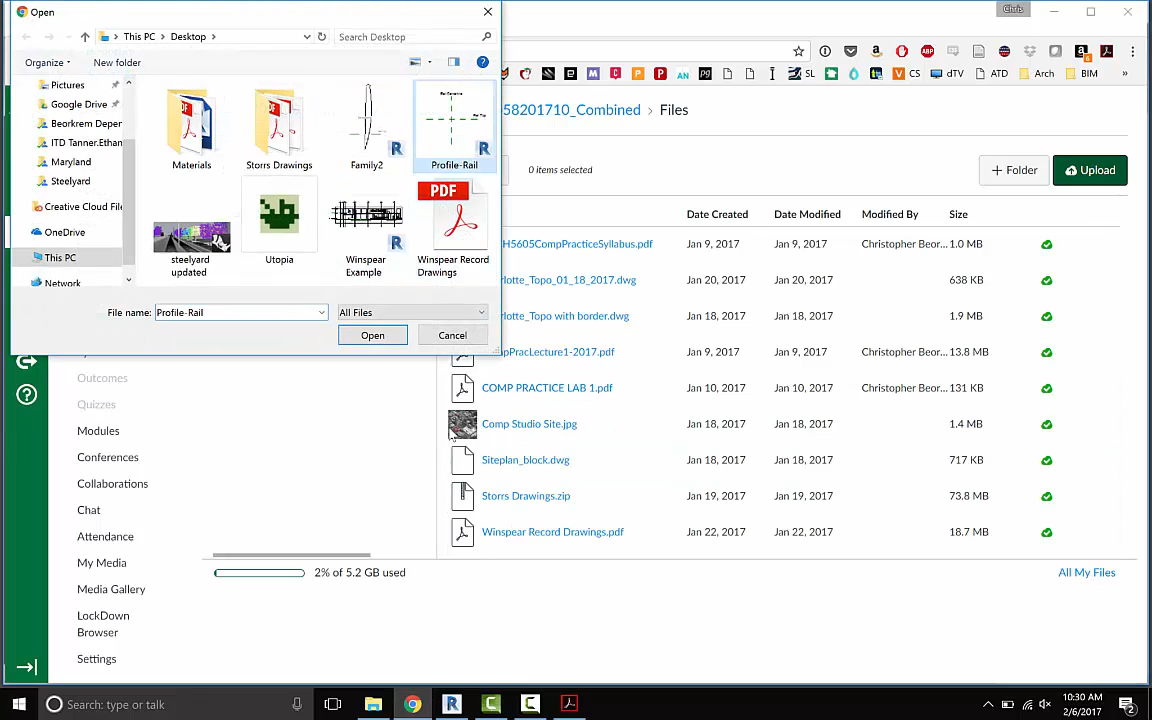 Open
This PC
Desktop
Search Desktop
Organize
New folder
Pictures
Google Drive
Beorkrem Deper
ITD Tanner.Ethan
Maryland
Steelyard
Creative Cloud File
OneDrive
This PC
Network
Materials
Storrs Drawings
Family2
Profile-Rail
steelyard
updated
Utopia
Winspear
Example
PDF
Winspear Record
Drawings
File name: Profile-Rail
All Files
Open
Cancel
Chris
SL
CS
dTV
ATD
Arch
BIM
58201710_Combined › Files
0 items selected
+ Folder
Upload
Date Created
Date Modified
Modified By
Size
H5605CompPracticeSyllabus.pdf Jan 9, 2017 Jan 9, 2017 Christopher Beor... 1.0 MB
lotte_Topo_01_18_2017.dwg Jan 20, 2017 Jan 20, 2017 638 KB
lotte_Topo with border.dwg Jan 18, 2017 Jan 18, 2017 1.9 MB
pPracLecture1-2017.pdf Jan 9, 2017 Jan 9, 2017 Christopher Beor... 13.8 MB
COMP PRACTICE LAB 1.pdf Jan 10, 2017 Jan 10, 2017 Christopher Beor... 131 KB
Comp Studio Site.jpg Jan 18, 2017 Jan 18, 2017 1.4 MB
Siteplan_block.dwg Jan 18, 2017 Jan 18, 2017 717 KB
Storrs Drawings.zip Jan 19, 2017 Jan 19, 2017 73.8 MB
Winspear Record Drawings.pdf Jan 22, 2017 Jan 22, 2017 18.7 MB
2% of 5.2 GB used
All My Files
Outcomes
Quizzes
Modules
Conferences
Collaborations
Chat
Attendance
My Media
Media Gallery
LockDown
Browser
Settings
Search: type or talk
10:30 AM
2/6/2017